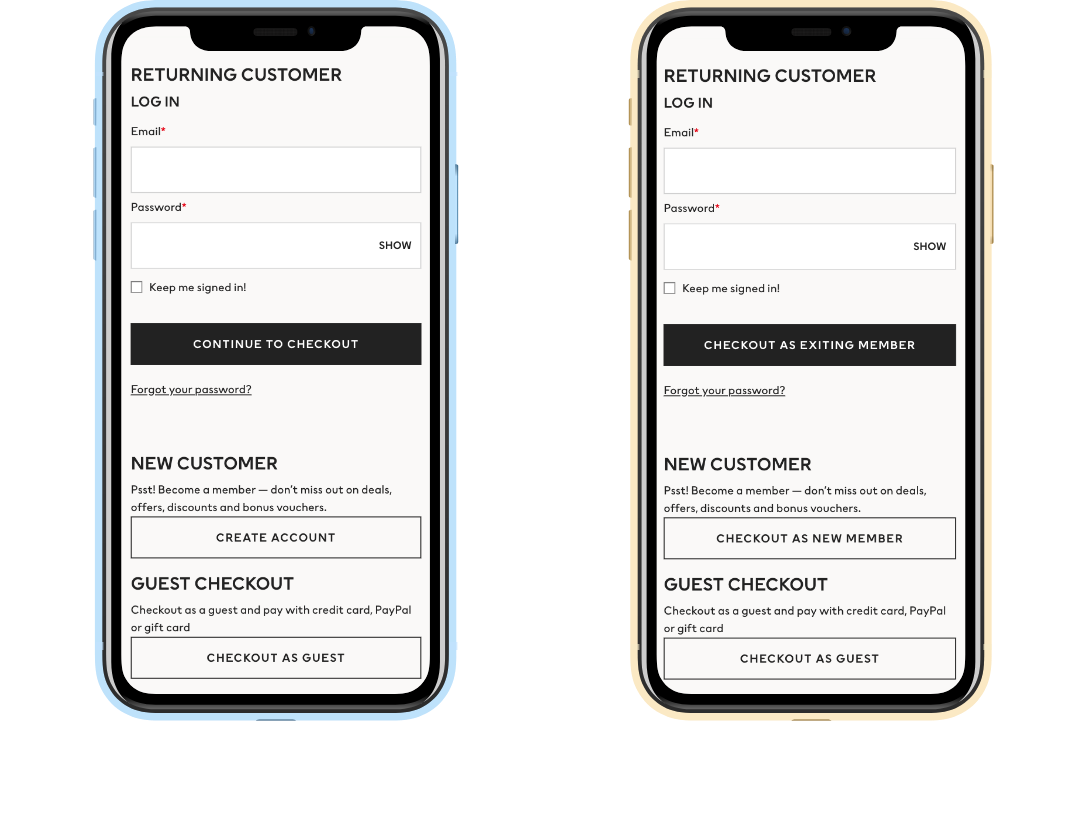 RETURNING CUSTOMER
LOG IN
Email*
Password*
SHOW
Keep me signed in!
CONTINUE TO CHECKOUT
Forgot your password?
NEW CUSTOMER
Psst! Become a member — don't miss out on deals,
offers, discounts and bonus vouchers.
CREATE ACCOUNT
GUEST CHECKOUT
Checkout as a guest and pay with credit card, PayPal
or gift card
CHECKOUT AS GUEST
RETURNING CUSTOMER
LOG IN
Email*
Password*
SHOW
Keep me signed in!
CHECKOUT AS EXITING MEMBER
Forgot your password?
NEW CUSTOMER
Psst! Become a member — don't miss out on deals,
offers, discounts and bonus vouchers.
CHECKOUT AS NEW MEMBER
GUEST CHECKOUT
Checkout as a guest and pay with credit card, PayPal
or gift card
CHECKOUT AS GUEST